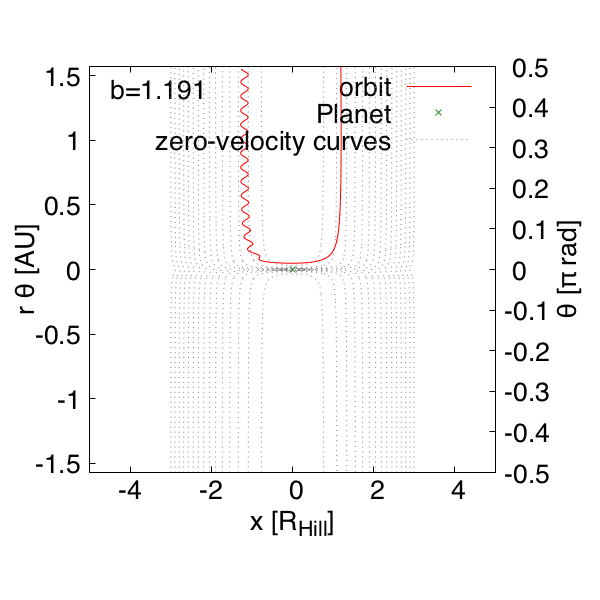 b=1.191
orbit
Planet
zero-velocity curves
1.5
1
0.5
0
-0.5
-1
-1.5
r θ [AU]
0.5
0.4
0.3
0.2
0.1
0
-0.1
-0.2
-0.3
-0.4
-0.5
θ [π rad]
-4 -2 0 2 4
x [R_Hill]